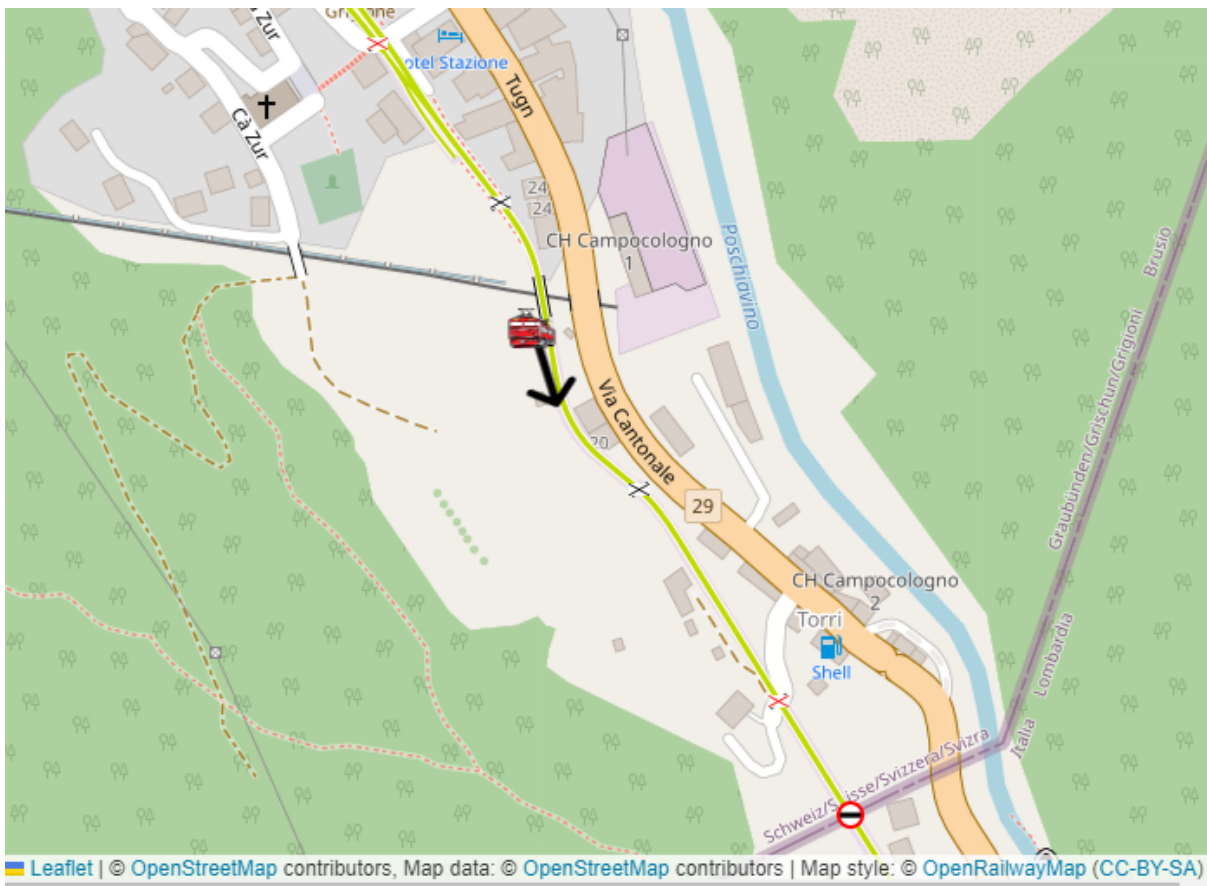 Zur
Hotel Stazione
Tugn
Cà Zur
24
24
CH Campocologno
1
Poschiavino
Brusio
Graubünden/Grischun/Grigioni
Via Cantonale
20
29
CH Campocologno
2
Torri
Shell
Lombardia
Italia
Schweiz/Suisse/Svizzera/Svizra
Leaflet | © OpenStreetMap contributors, Map data: © OpenStreetMap contributors | Map style: © OpenRailwayMap (CC-BY-SA)